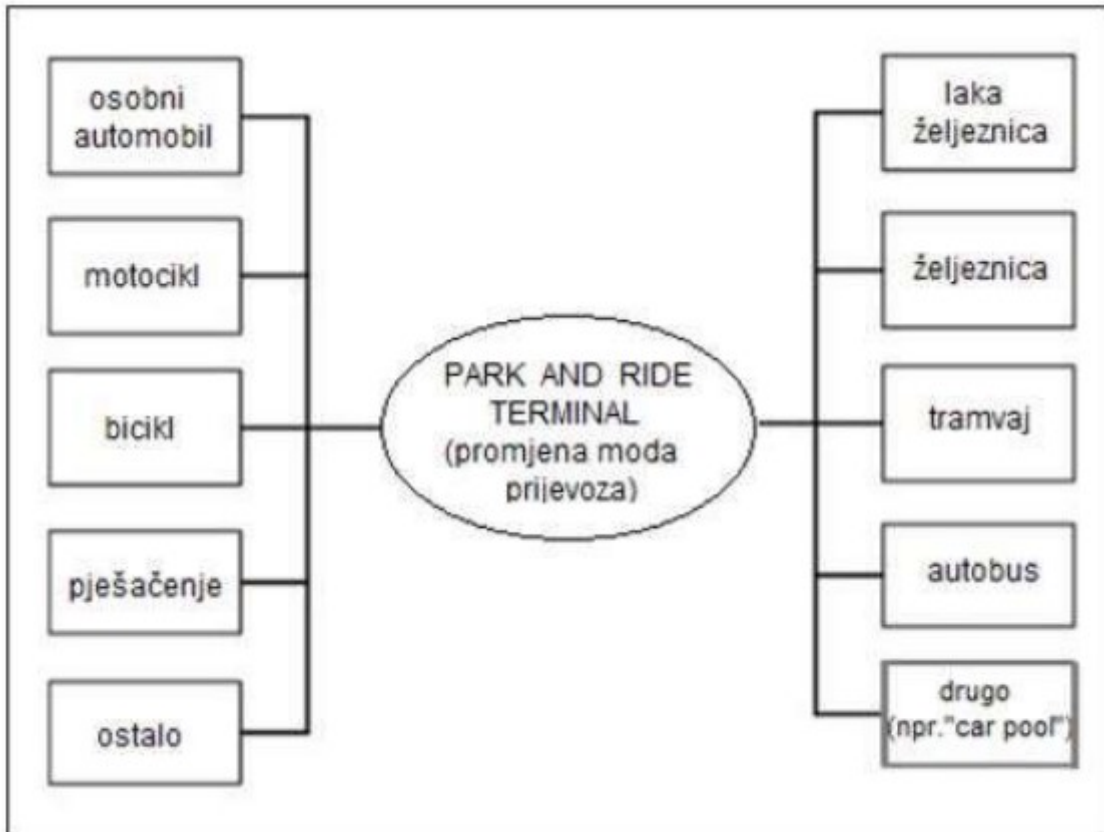 osobni
automobil
motocikl
bicikl
pješačenje
ostalo
PARK AND RIDE
TERMINAL
(promjena moda
prijevoza)
laka
željeznica
željeznica
tramvaj
autobus
drugo
(npr."car pool")